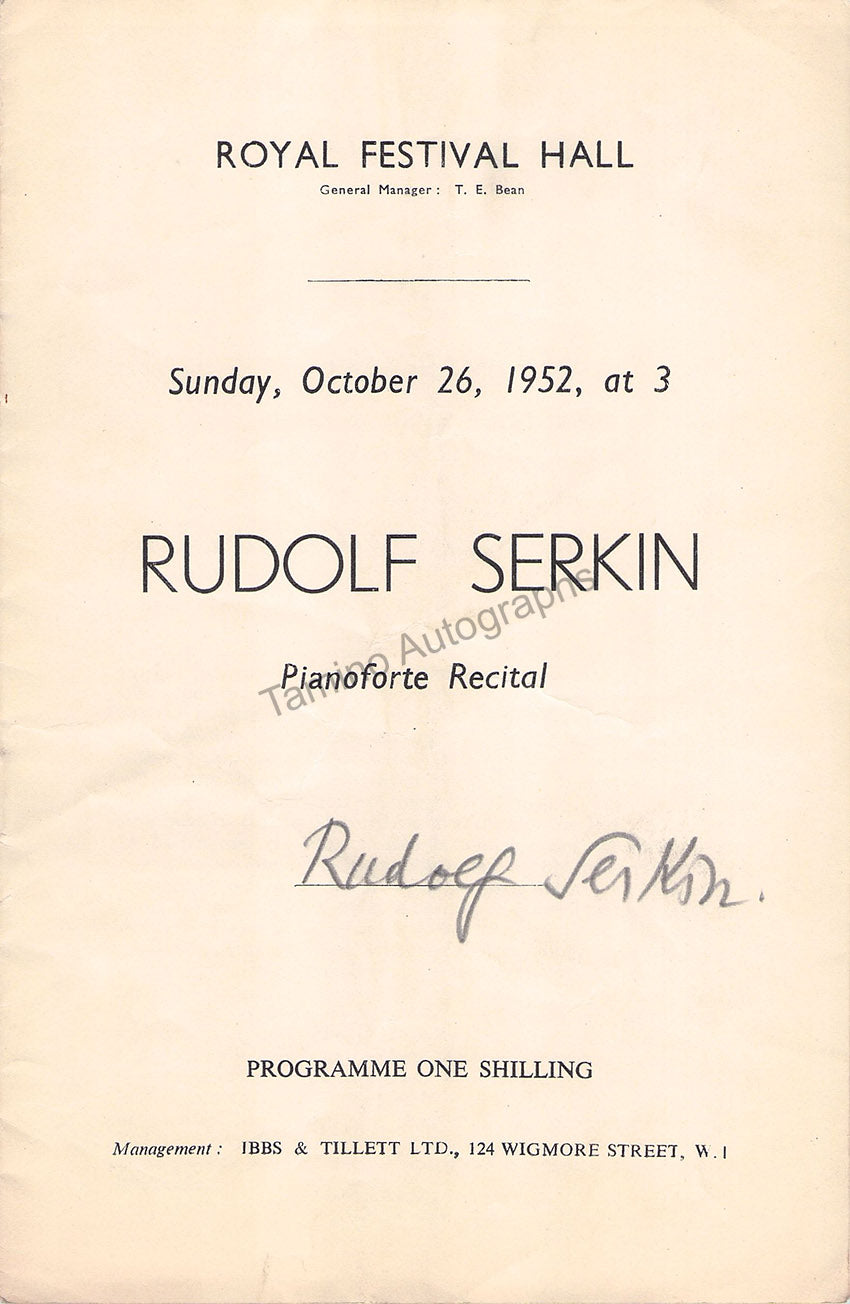 ROYAL FESTIVAL HALL
General Manager: T. E. Bean
Sunday, October 26, 1952, at 3
RUDOLF SERKIN
Tamino Autographs
Pianoforte Recital
Rudolf Serkin.
PROGRAMME ONE SHILLING
Management: IBBS & TILLETT LTD., 124 WIGMORE STREET, W.1